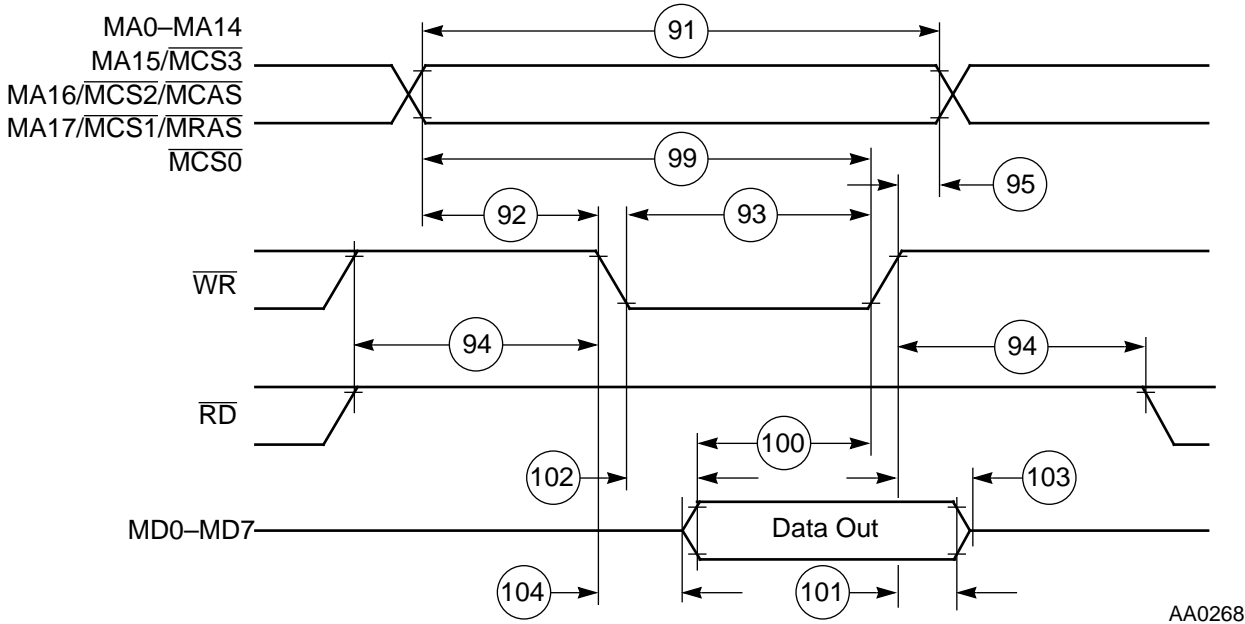 MA0–MA14
MA15/MCS3
MA16/MCS2/MCAS
MA17/MCS1/MRAS
MCS0
91
99
95
92
93
WR
94
94
RD
100
102
103
MD0–MD7
Data Out
104
101
AA0268